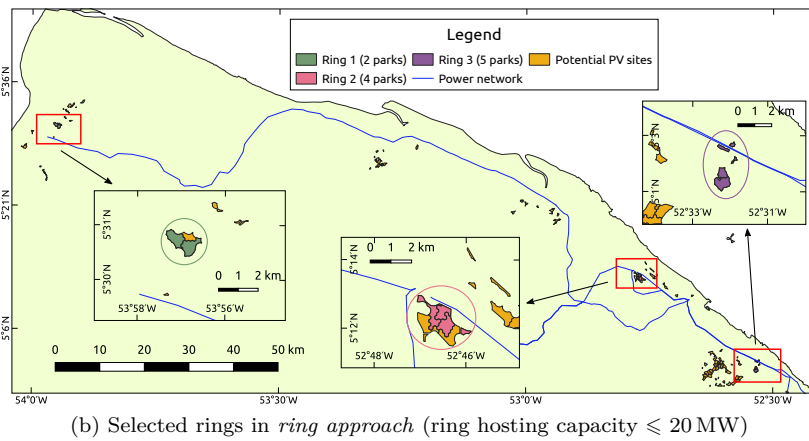 Legend
Ring 1 (2 parks) Ring 3 (5 parks) Potential PV sites
Ring 2 (4 parks) Power network
5°36'N
5°21'N
5°6'N
0 1 2 km
5°3'N
5°1'N
52°33'W 52°31'W
5°31'N
5°30'N
0 1 2 km
53°58'W 53°56'W
5°14'N
0 1 2 km
5°12'N
52°48'W 52°46'W
0 10 20 30 40 50 km
54°0'W 53°30'W 53°0'W 52°30'W
(b) Selected rings in ring approach (ring hosting capacity ⩽ 20 MW)